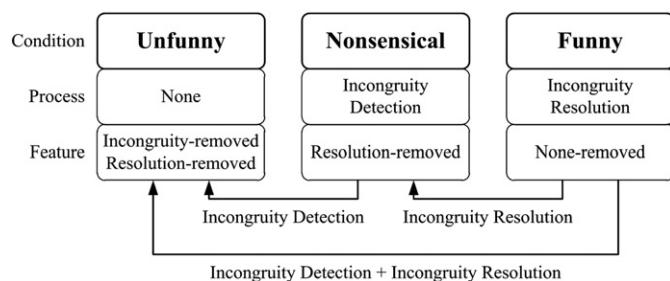 Condition Unfunny Nonsensical Funny
Process None Incongruity Detection Incongruity Resolution
Feature Incongruity-removed Resolution-removed Resolution-removed None-removed
Incongruity Detection Incongruity Resolution
Incongruity Detection + Incongruity Resolution